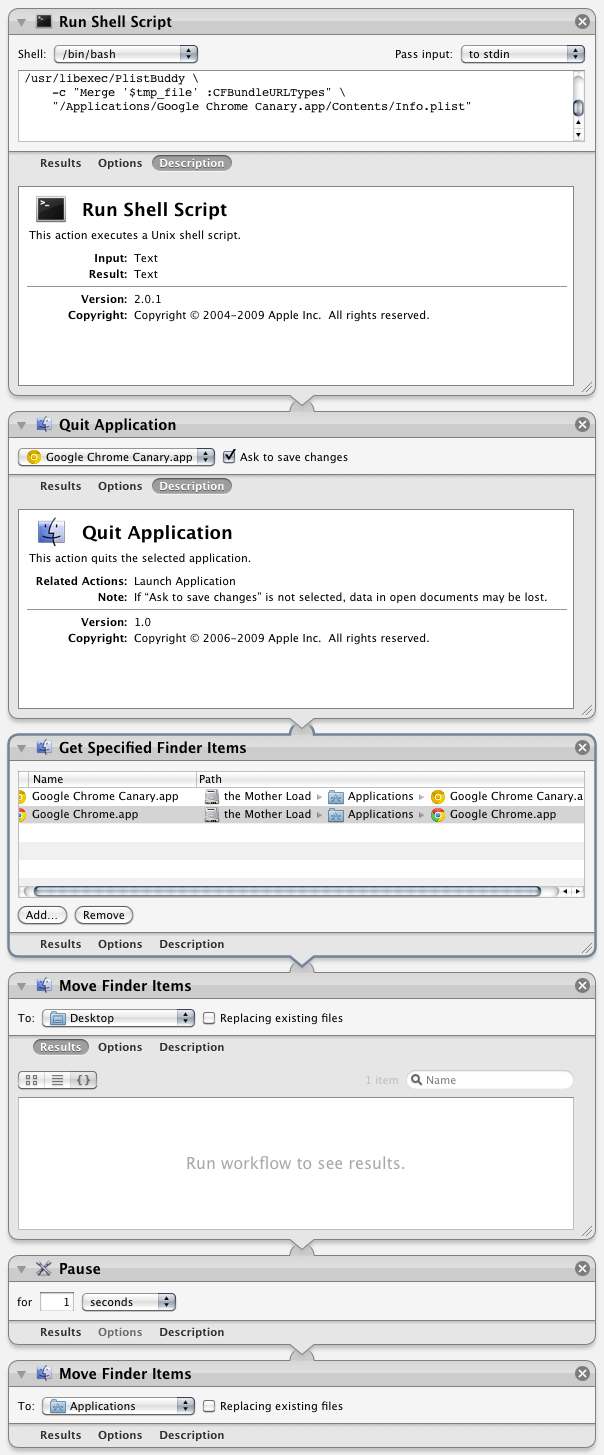 Run Shell Script
Shell: /bin/bash Pass input: to stdin
/usr/libexec/PlistBuddy \
-c "Merge '$tmp_file' :CFBundleURLTypes" \
"/Applications/Google Chrome Canary.app/Contents/Info.plist"
Results Options Description
Run Shell Script
This action executes a Unix shell script.
Input: Text
Result: Text
Version: 2.0.1
Copyright: Copyright © 2004–2009 Apple Inc. All rights reserved.
Quit Application
Google Chrome Canary.app Ask to save changes
Results Options Description
Quit Application
This action quits the selected application.
Related Actions: Launch Application
Note: If “Ask to save changes” is not selected, data in open documents may be lost.
Version: 1.0
Copyright: Copyright © 2006–2009 Apple Inc. All rights reserved.
Get Specified Finder Items
Name Path
Google Chrome Canary.app the Mother Load Applications Google Chrome Canary.a
Google Chrome.app the Mother Load Applications Google Chrome.app
Add... Remove
Results Options Description
Move Finder Items
To: Desktop Replacing existing files
Results Options Description
{} 1 item Name
Run workflow to see results.
Pause
for 1 seconds
Results Options Description
Move Finder Items
To: Applications Replacing existing files
Results Options Description